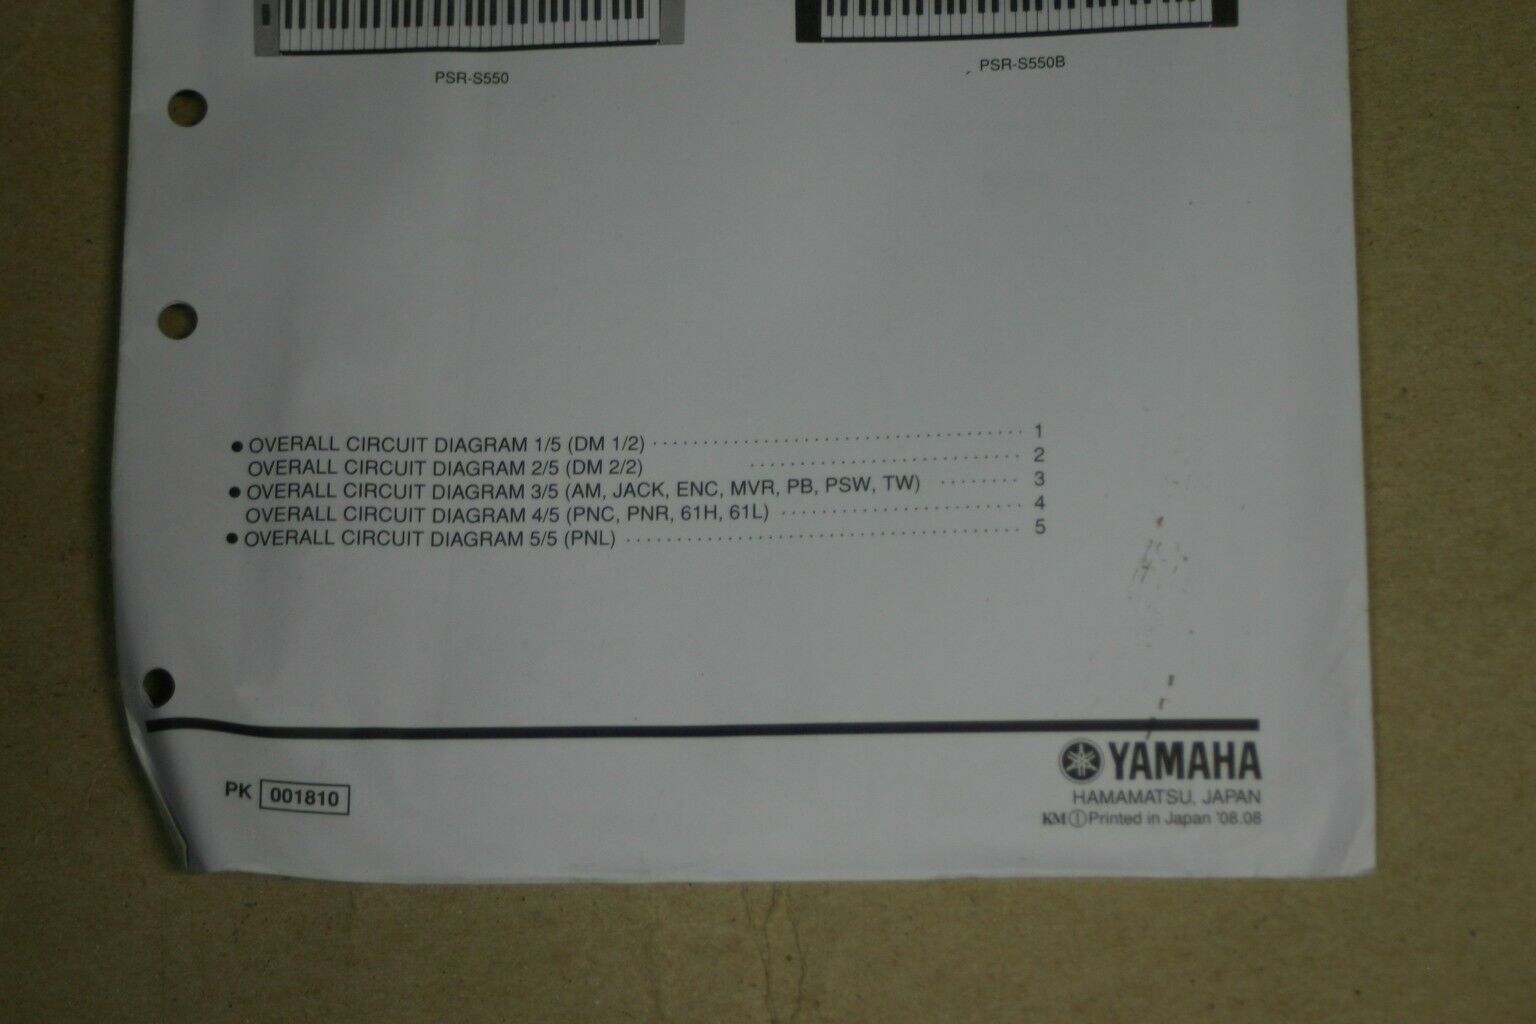 PSR-S550
PSR-S550B
● OVERALL CIRCUIT DIAGRAM 1/5 (DM 1/2) ···································· 1
OVERALL CIRCUIT DIAGRAM 2/5 (DM 2/2) ·························· 2
● OVERALL CIRCUIT DIAGRAM 3/5 (AM, JACK, ENC, MVR, PB, PSW, TW) ········ 3
OVERALL CIRCUIT DIAGRAM 4/5 (PNC, PNR, 61H, 61L) ························ 4
● OVERALL CIRCUIT DIAGRAM 5/5 (PNL) ······································· 5
PK 001810
YAMAHA
HAMAMATSU, JAPAN
KM ① Printed in Japan '08.08